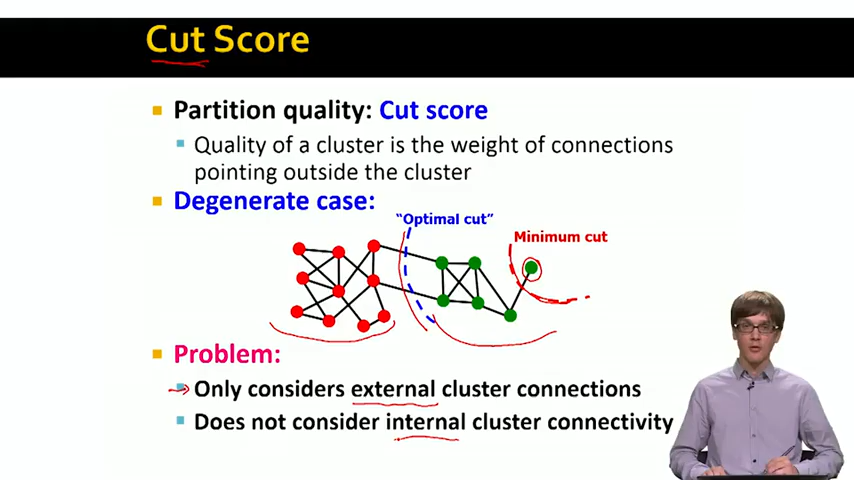 Cut Score
Partition quality: Cut score
Quality of a cluster is the weight of connections
pointing outside the cluster
Degenerate case:
"Optimal cut"
Minimum cut
Problem:
Only considers external cluster connections
Does not consider internal cluster connectivity